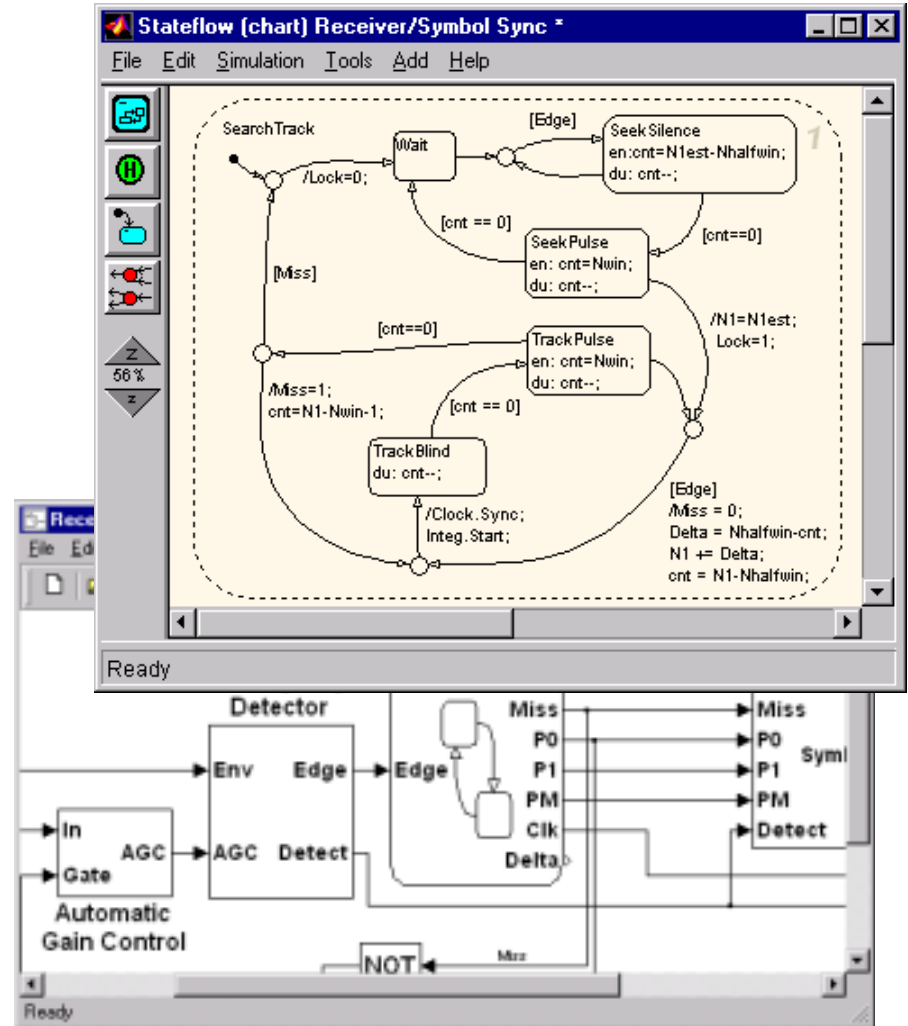 Stateflow (chart) Receiver/Symbol Sync *
File Edit Simulation Tools Add Help
SearchTrack
/Lock=0;
Wait
[Edge]
SeekSilence
en:cnt=N1est-Nhalfwin;
du: cnt--;
1
[cnt == 0]
[cnt==0]
SeekPulse
en: cnt=Nwin;
du: cnt--;
[Miss]
/N1=N1est;
Lock=1;
[cnt==0]
TrackPulse
en: cnt=Nwin;
du: cnt--;
Z
56%
z
/Miss=1;
cnt=N1-Nwin-1;
[cnt == 0]
TrackBlind
du: cnt--;
/Clock.Sync;
Integ.Start;
[Edge]
/Miss = 0;
Delta = Nhalfwin-cnt;
N1 += Delta;
cnt = N1-Nhalfwin;
H
Ready
Rece
File Ed
Detector
Env Edge
AGC Detect
In
AGC
Gate
Automatic
Gain Control
Edge
Miss
P0
P1
PM
Clk
Delta
Miss
P0
P1
PM
Detect
Syml
NOT
Miss
Ready